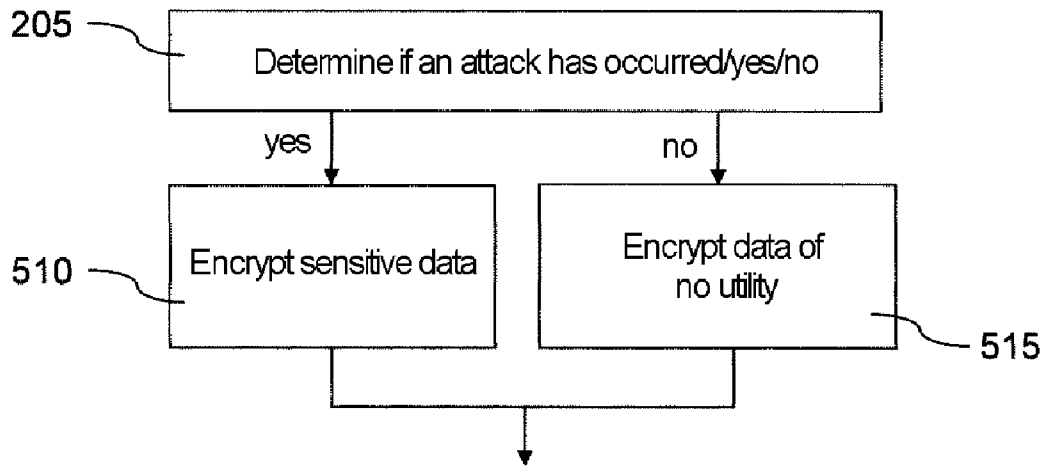 205
Determine if an attack has occurred/yes/no
yes
no
510
Encrypt sensitive data
Encrypt data of
no utility
515